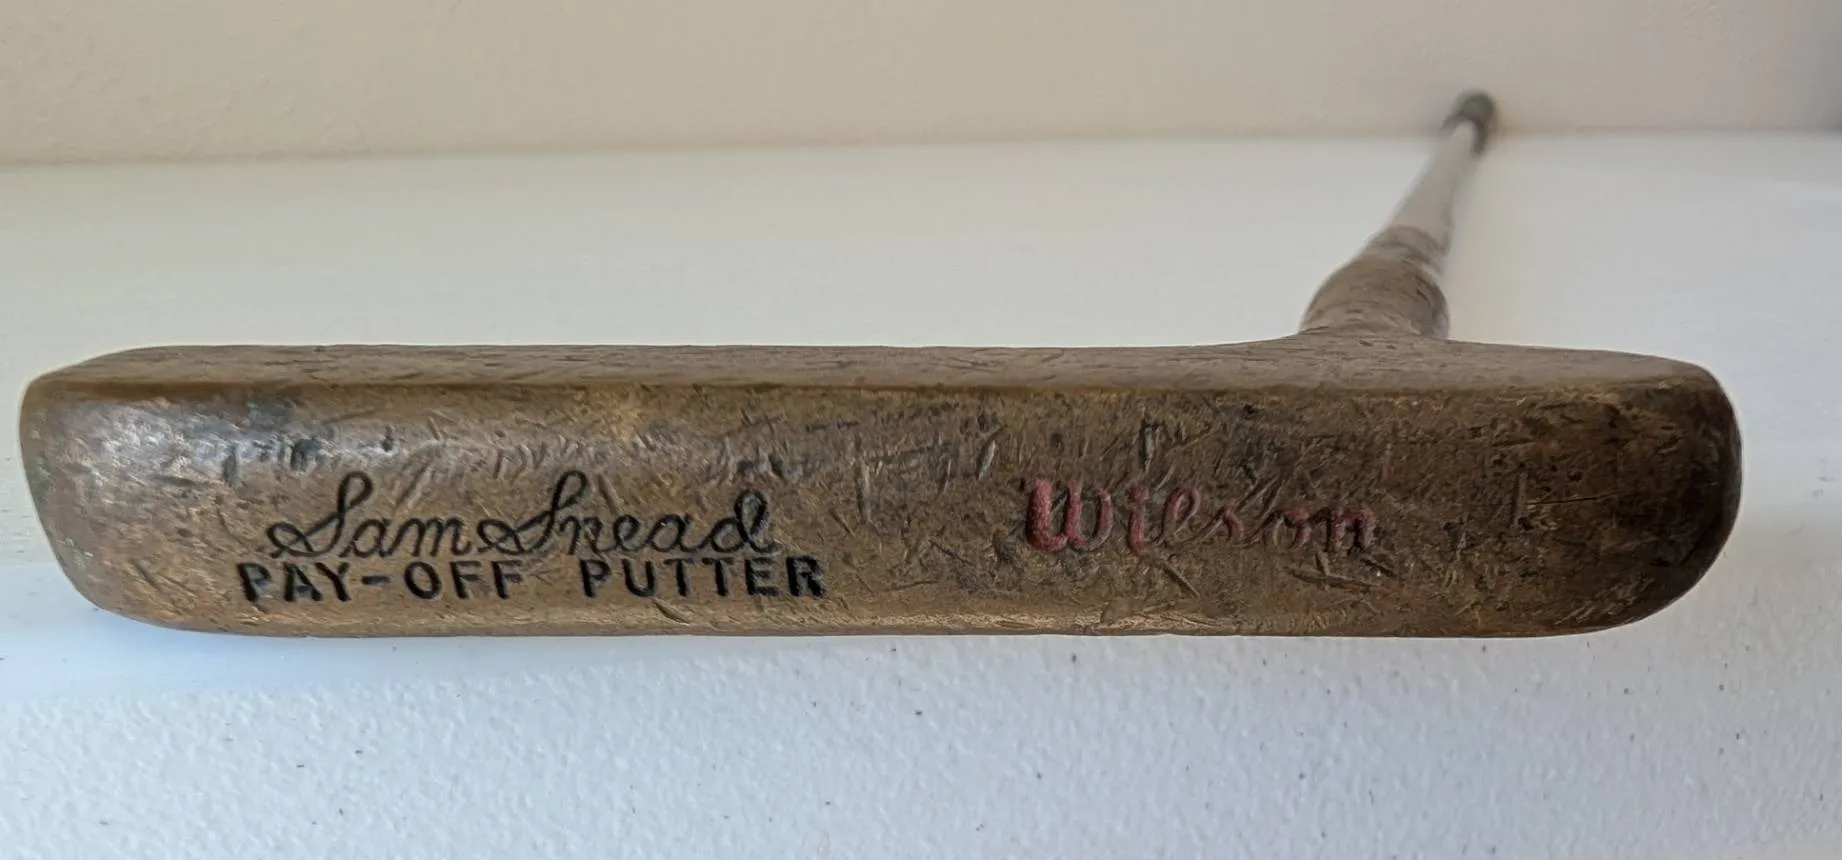 Sam Snead
PAY-OFF PUTTER
Wilson